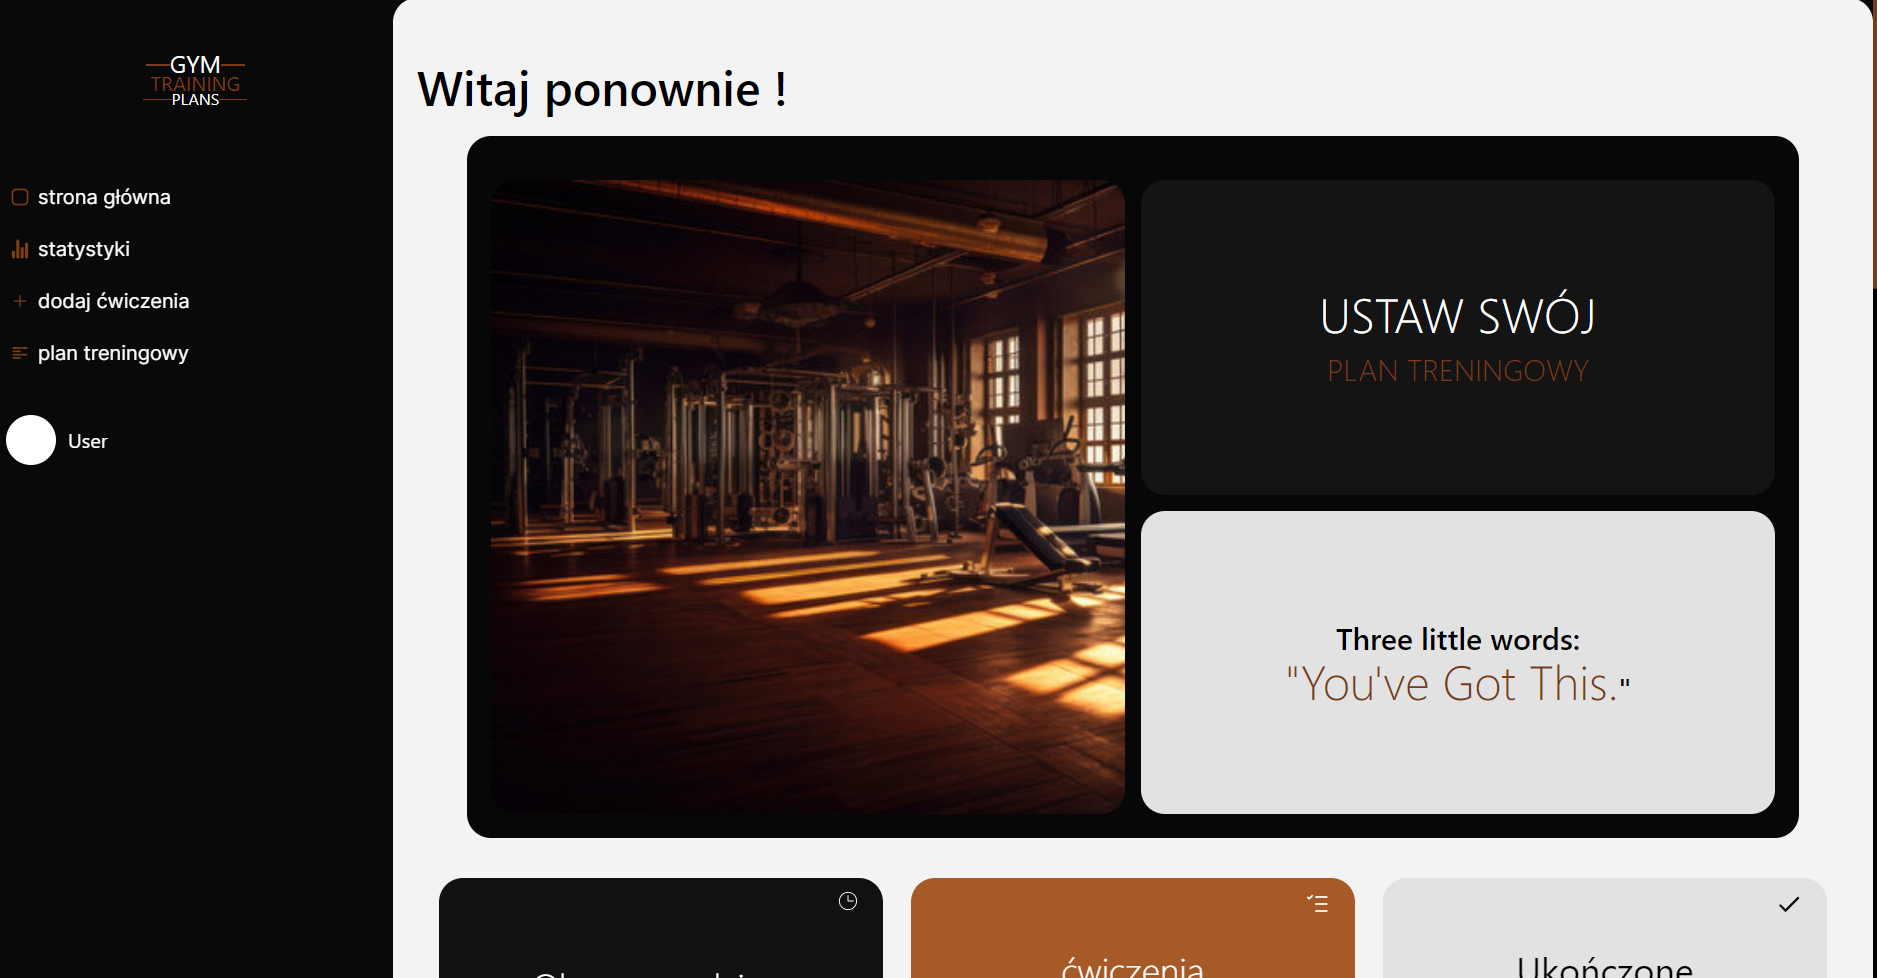 GYM
TRAINING
PLANS
strona główna
statystyki
dodaj ćwiczenia
plan treningowy
User
Witaj ponownie !
USTAW SWÓJ
PLAN TRENINGOWY
Three little words:
"You've Got This."
ćwiczenia
Ukończone